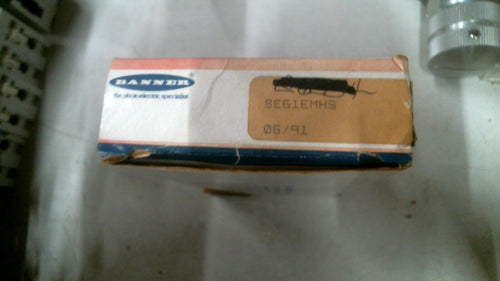 BANNER
the photoelectric specialist
SE61EMHS
05/91